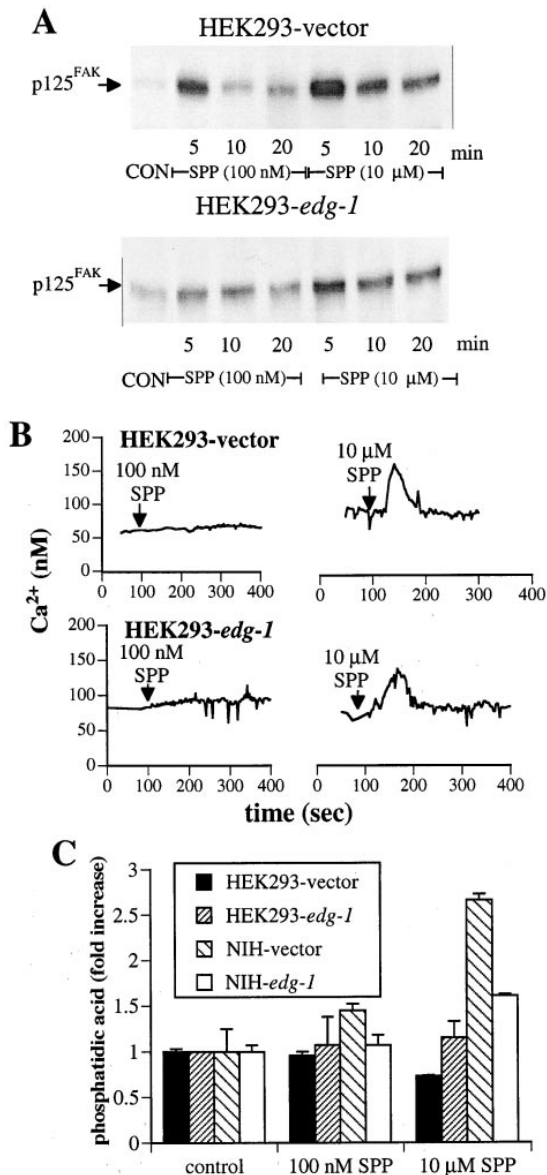 A
HEK293-vector
p125FAK
5 10 20 5 10 20 min
CON SPP (100 nM) SPP (10 µM)
HEK293-edg-1
p125FAK
5 10 20 5 10 20 min
CON SPP (100 nM) SPP (10 µM)
B
HEK293-vector
200
150
100
50
0
100 nM
SPP
10 µM
SPP
0 100 200 300 400
0 100 200 300 400
Ca2+ (nM)
HEK293-edg-1
200
150
100
50
0
100 nM
SPP
10 µM
SPP
0 100 200 300 400
0 100 200 300 400
time (sec)
C
phosphatidic acid (fold increase)
3
2.5
2
1.5
1
0.5
0
HEK293-vector
HEK293-edg-1
NIH-vector
NIH-edg-1
control 100 nM SPP 10 µM SPP